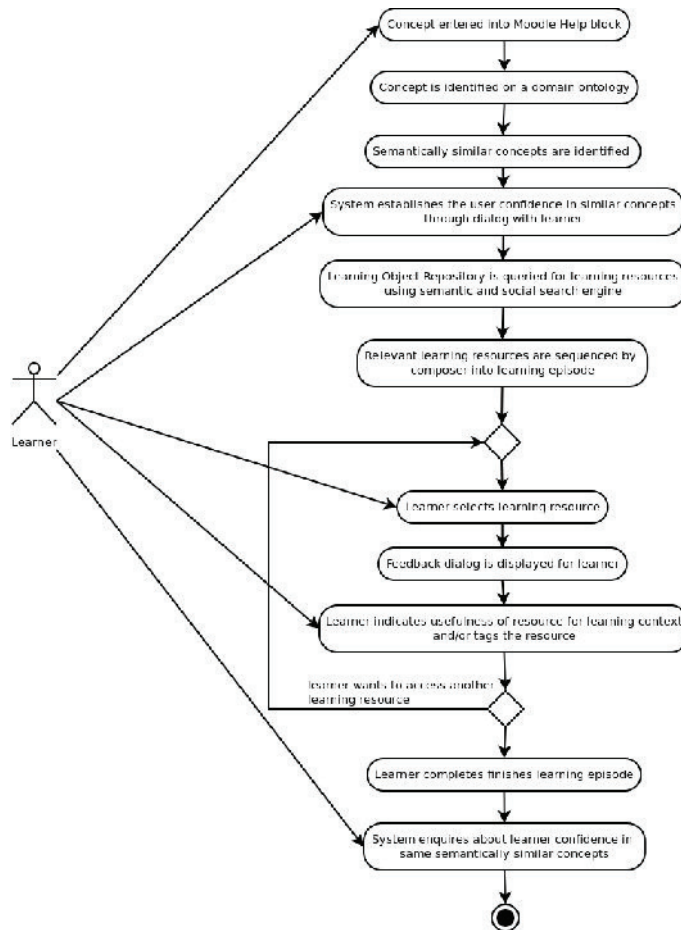 Concept entered into Moodle Help block
Concept is identified on a domain ontology
Semantically similar concepts are identified
System establishes the user confidence in similar concepts
through dialog with learner
Learning Object Repository is queried for learning resources
using semantic and social search engine
Relevant learning resources are sequenced by
composer into learning episode
Learner
Learner selects learning resource
Feedback dialog is displayed for learner
Learner indicates usefulness of resource for learning context
and/or tags the resource
learner wants to access another
learning resource
Learner completes finishes learning episode
System enquires about learner confidence in
same semantically similar concepts